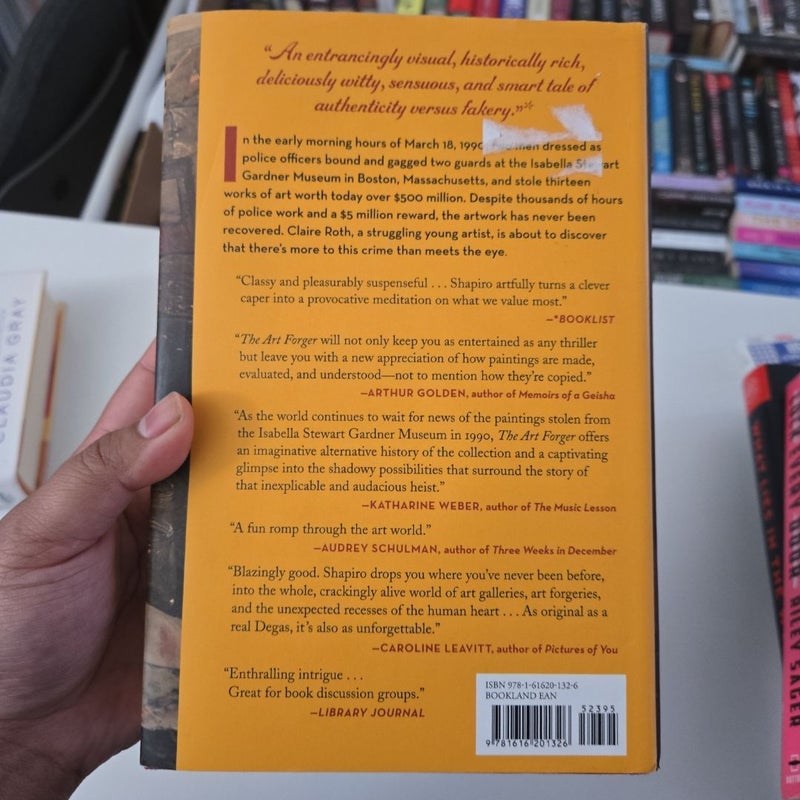 “An entrancingly visual, historically rich,
deliciously witty, sensuous, and smart tale of
authenticity versus fakery.”*
In the early morning hours of March 18, 1990 two men dressed as
police officers bound and gagged two guards at the Isabella Stewart
Gardner Museum in Boston, Massachusetts, and stole thirteen
works of art worth today over $500 million. Despite thousands of hours
of police work and a $5 million reward, the artwork has never been
recovered. Claire Roth, a struggling young artist, is about to discover
that there’s more to this crime than meets the eye.
“Classy and pleasurably suspenseful . . . Shapiro artfully turns a clever
caper into a provocative meditation on what we value most.”
—*BOOKLIST
“The Art Forger will not only keep you as entertained as any thriller
but leave you with a new appreciation of how paintings are made,
evaluated, and understood—not to mention how they’re copied.”
—ARTHUR GOLDEN, author of Memoirs of a Geisha
“As the world continues to wait for news of the paintings stolen from
the Isabella Stewart Gardner Museum in 1990, The Art Forger offers
an imaginative alternative history of the collection and a captivating
glimpse into the shadowy possibilities that surround the story of
that inexplicable and audacious heist.”
—KATHARINE WEBER, author of The Music Lesson
“A fun romp through the art world.”
—AUDREY SCHULMAN, author of Three Weeks in December
“Blazingly good. Shapiro drops you where you’ve never been before,
into the whole, crackingly alive world of art galleries, art forgeries,
and the unexpected recesses of the human heart . . . As original as a
real Degas, it’s also as unforgettable.”
—CAROLINE LEAVITT, author of Pictures of You
“Enthralling intrigue . . .
Great for book discussion groups.”
—LIBRARY JOURNAL
ISBN 978-1-61620-132-6
BOOKLAND EAN
52395
9 781616 201326
CLAUDIA GRAY
WHAT LIES IN THE
RILEY SAGER